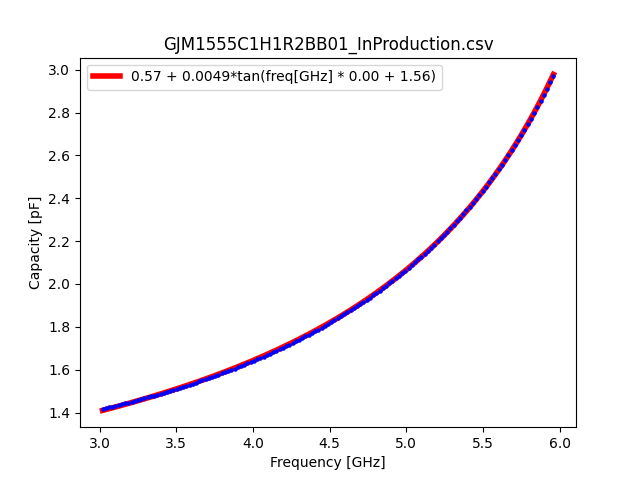 GJM1555C1H1R2BB01_InProduction.csv
0.57 + 0.0049*tan(freq[GHz] * 0.00 + 1.56)
3.0
2.8
2.6
2.4
2.2
2.0
1.8
1.6
1.4
Capacity [pF]
3.0 3.5 4.0 4.5 5.0 5.5 6.0
Frequency [GHz]